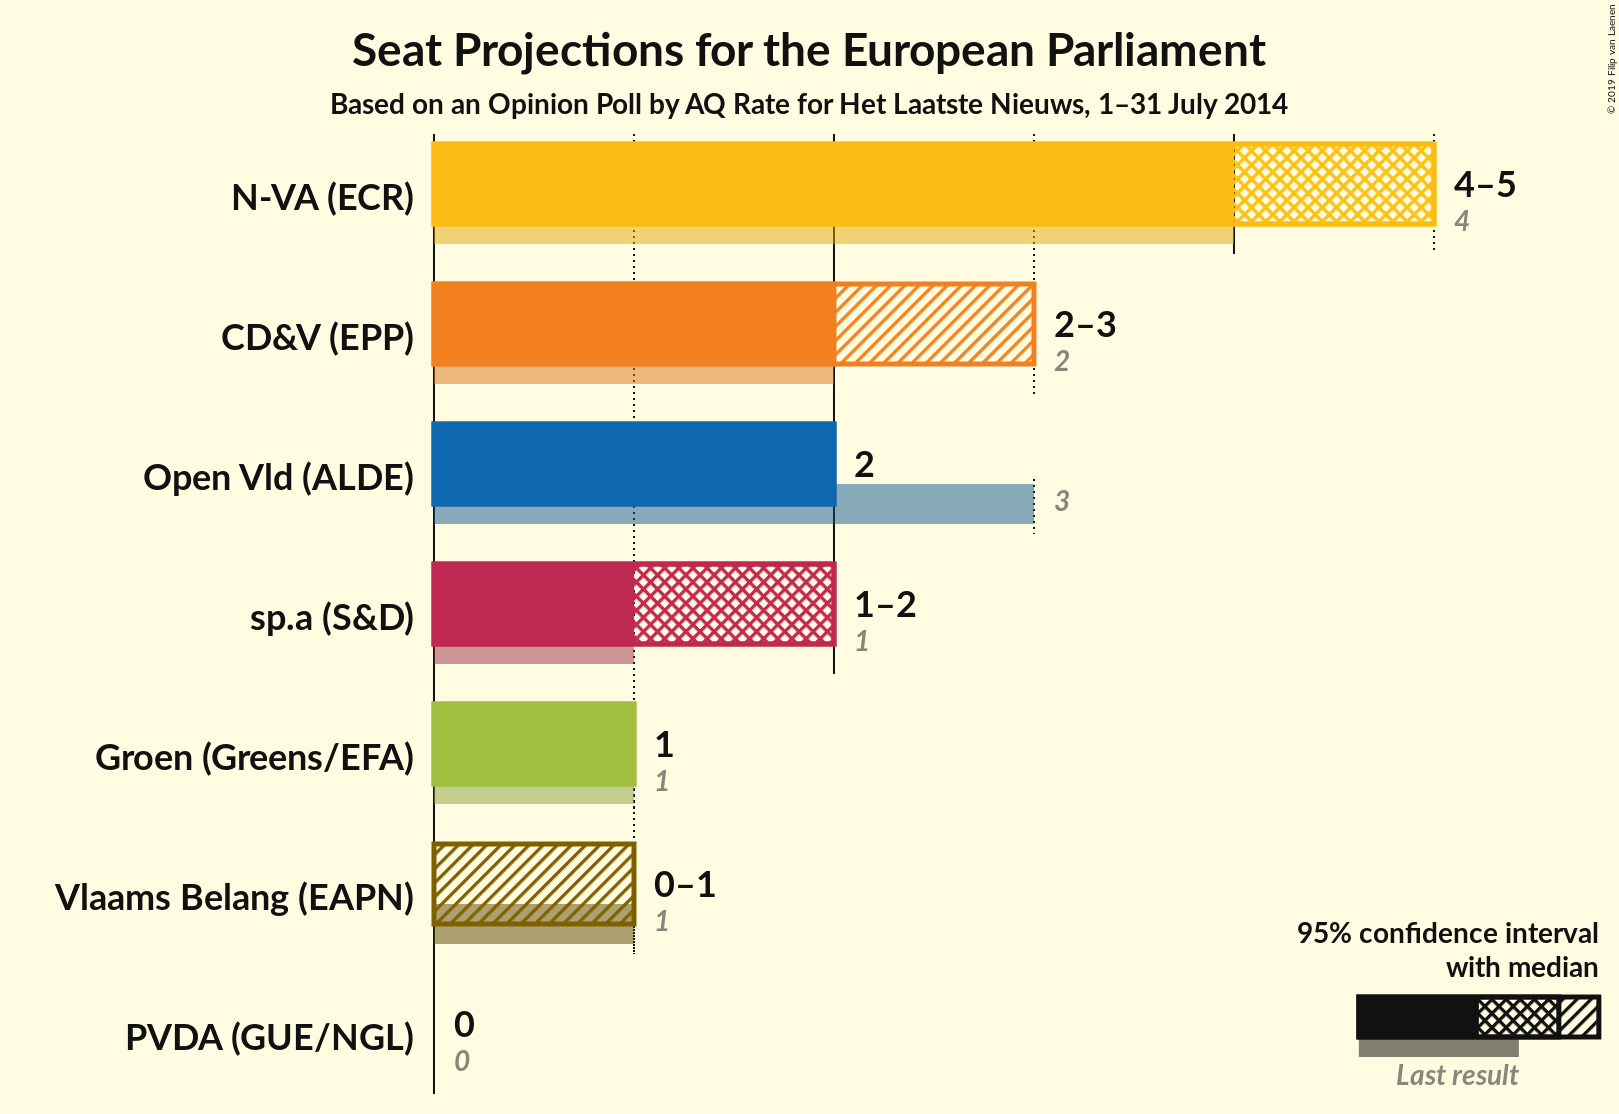 Seat Projections for the European Parliament
Based on an Opinion Poll by AQ Rate for Het Laatste Nieuws, 1–31 July 2014
© 2019 Filip van Laenen
N-VA (ECR)
4–5
4
CD&V (EPP)
2–3
2
Open Vld (ALDE)
2
3
sp.a (S&D)
1–2
1
Groen (Greens/EFA)
1
1
Vlaams Belang (EAPN)
0–1
1
PVDA (GUE/NGL)
0
0
95% confidence interval
with median
Last result